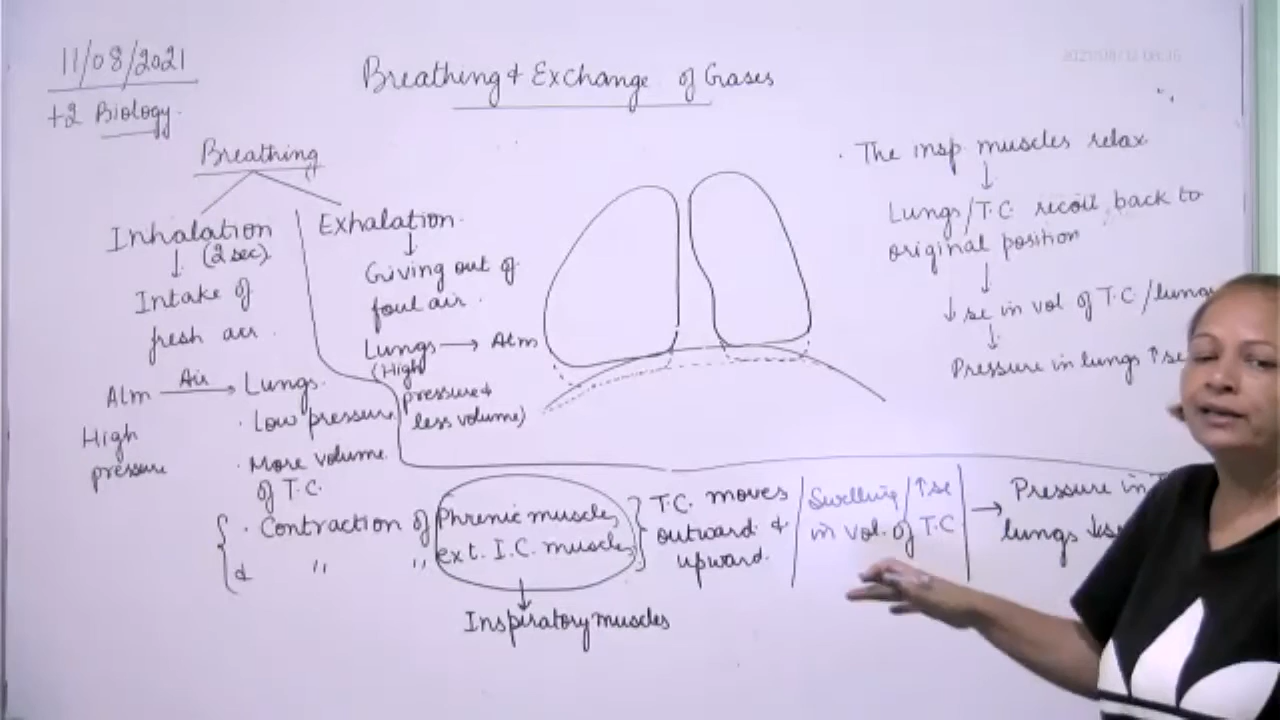 11/08/2021
+2 Biology.
Breathing & Exchange of Gases
Breathing
Inhalation
(2 sec)
↓
Intake of
fresh air.
Atm Air → Lungs.
High
pressure
· Low pressure
· More volume
of T.C.
Exhalation.
↓
Giving out of
foul air.
Lungs → Atm
(High
pressure &
less volume)
· The insp. muscles relax
↓
Lungs/T.C. recoil back to
original position
↓
↓se in vol of T.C/lungs
↓
Pressure in lungs ↑se
{ · Contraction of Phrenic muscles
& " " ext. I.C. muscles }
↓
Inspiratory muscles
T.C. moves
outward &
upward.
Swelling/↑se
in vol. of T.C
→ Pressure in
lungs ↓s